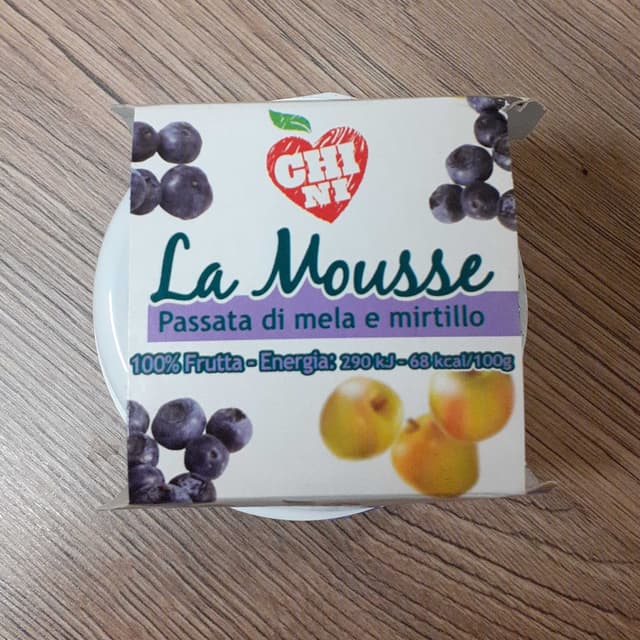 CHI
NI
La Mousse
Passata di mela e mirtillo
100% Frutta - Energia: 290 kJ - 68 kcal/100g